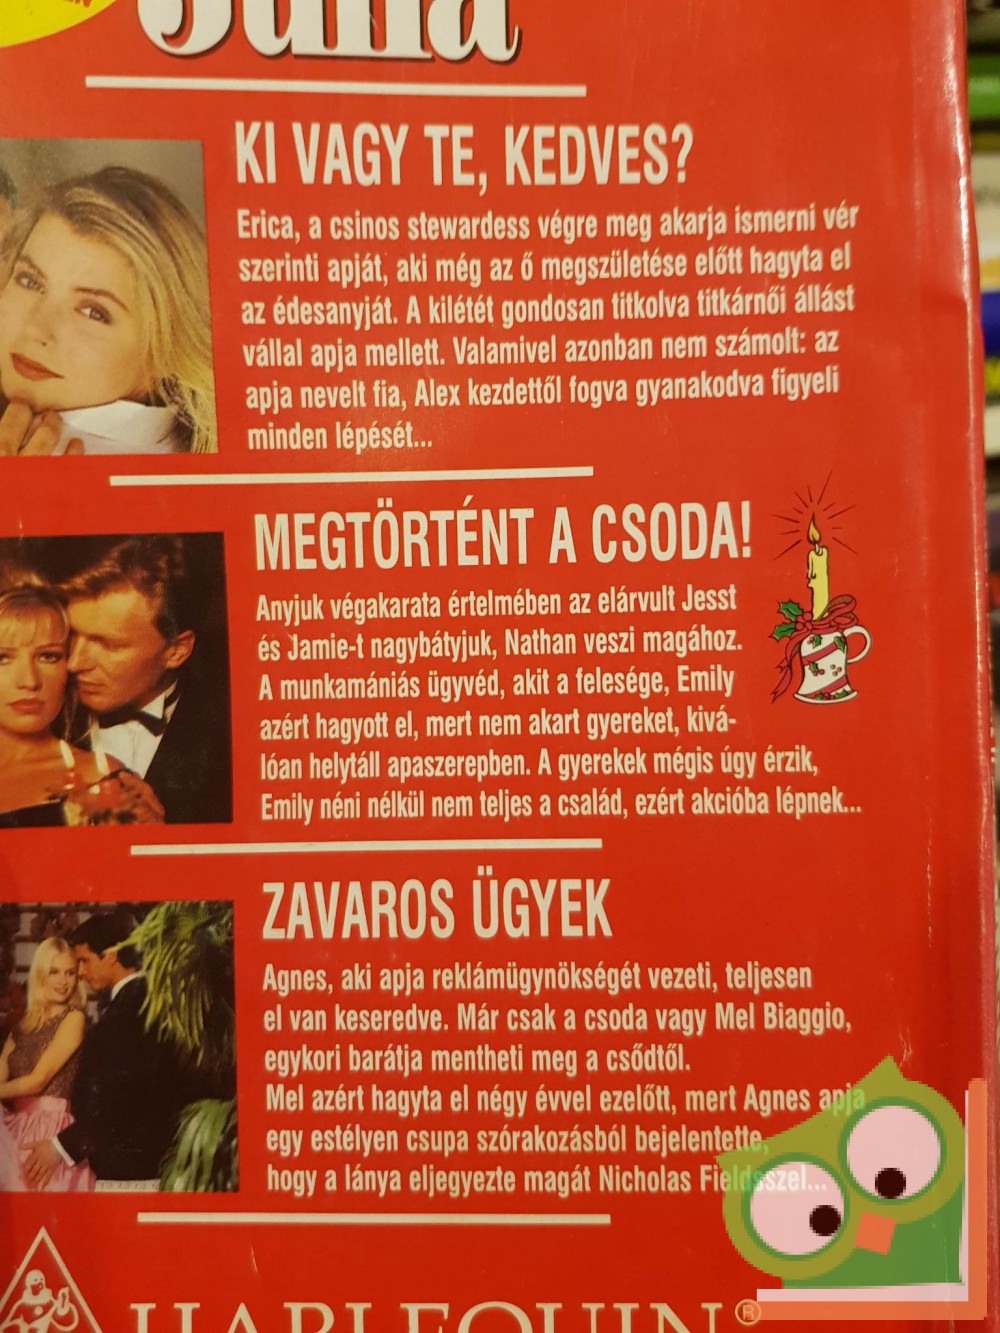 Júlia
KI VAGY TE, KEDVES?
Erica, a csinos stewardess végre meg akarja ismerni vér
szerinti apját, aki még az ő megszületése előtt hagyta el
az édesanyját. A kilétét gondosan titkolva titkárnői állást
vállal apja mellett. Valamivel azonban nem számolt: az
apja nevelt fia, Alex kezdettől fogva gyanakodva figyeli
minden lépését...
MEGTÖRTÉNT A CSODA!
Anyjuk végakarata értelmében az elárvult Jesst
és Jamie-t nagybátyjuk, Nathan veszi magához.
A munkamániás ügyvéd, akit a felesége, Emily
azért hagyott el, mert nem akart gyereket, kivá-
lóan helytáll apaszerepben. A gyerekek mégis úgy érzik,
Emily néni nélkül nem teljes a család, ezért akcióba lépnek...
ZAVAROS ÜGYEK
Agnes, aki apja reklámügynökségét vezeti, teljesen
el van keseredve. Már csak a csoda vagy Mel Biaggio,
egykori barátja mentheti meg a csődtől.
Mel azért hagyta el négy évvel ezelőtt, mert Agnes apja
egy estélyen csupa szórakozásból bejelentette,
hogy a lánya eljegyezte magát Nicholas Fieldsszel...
HARLEQUIN®